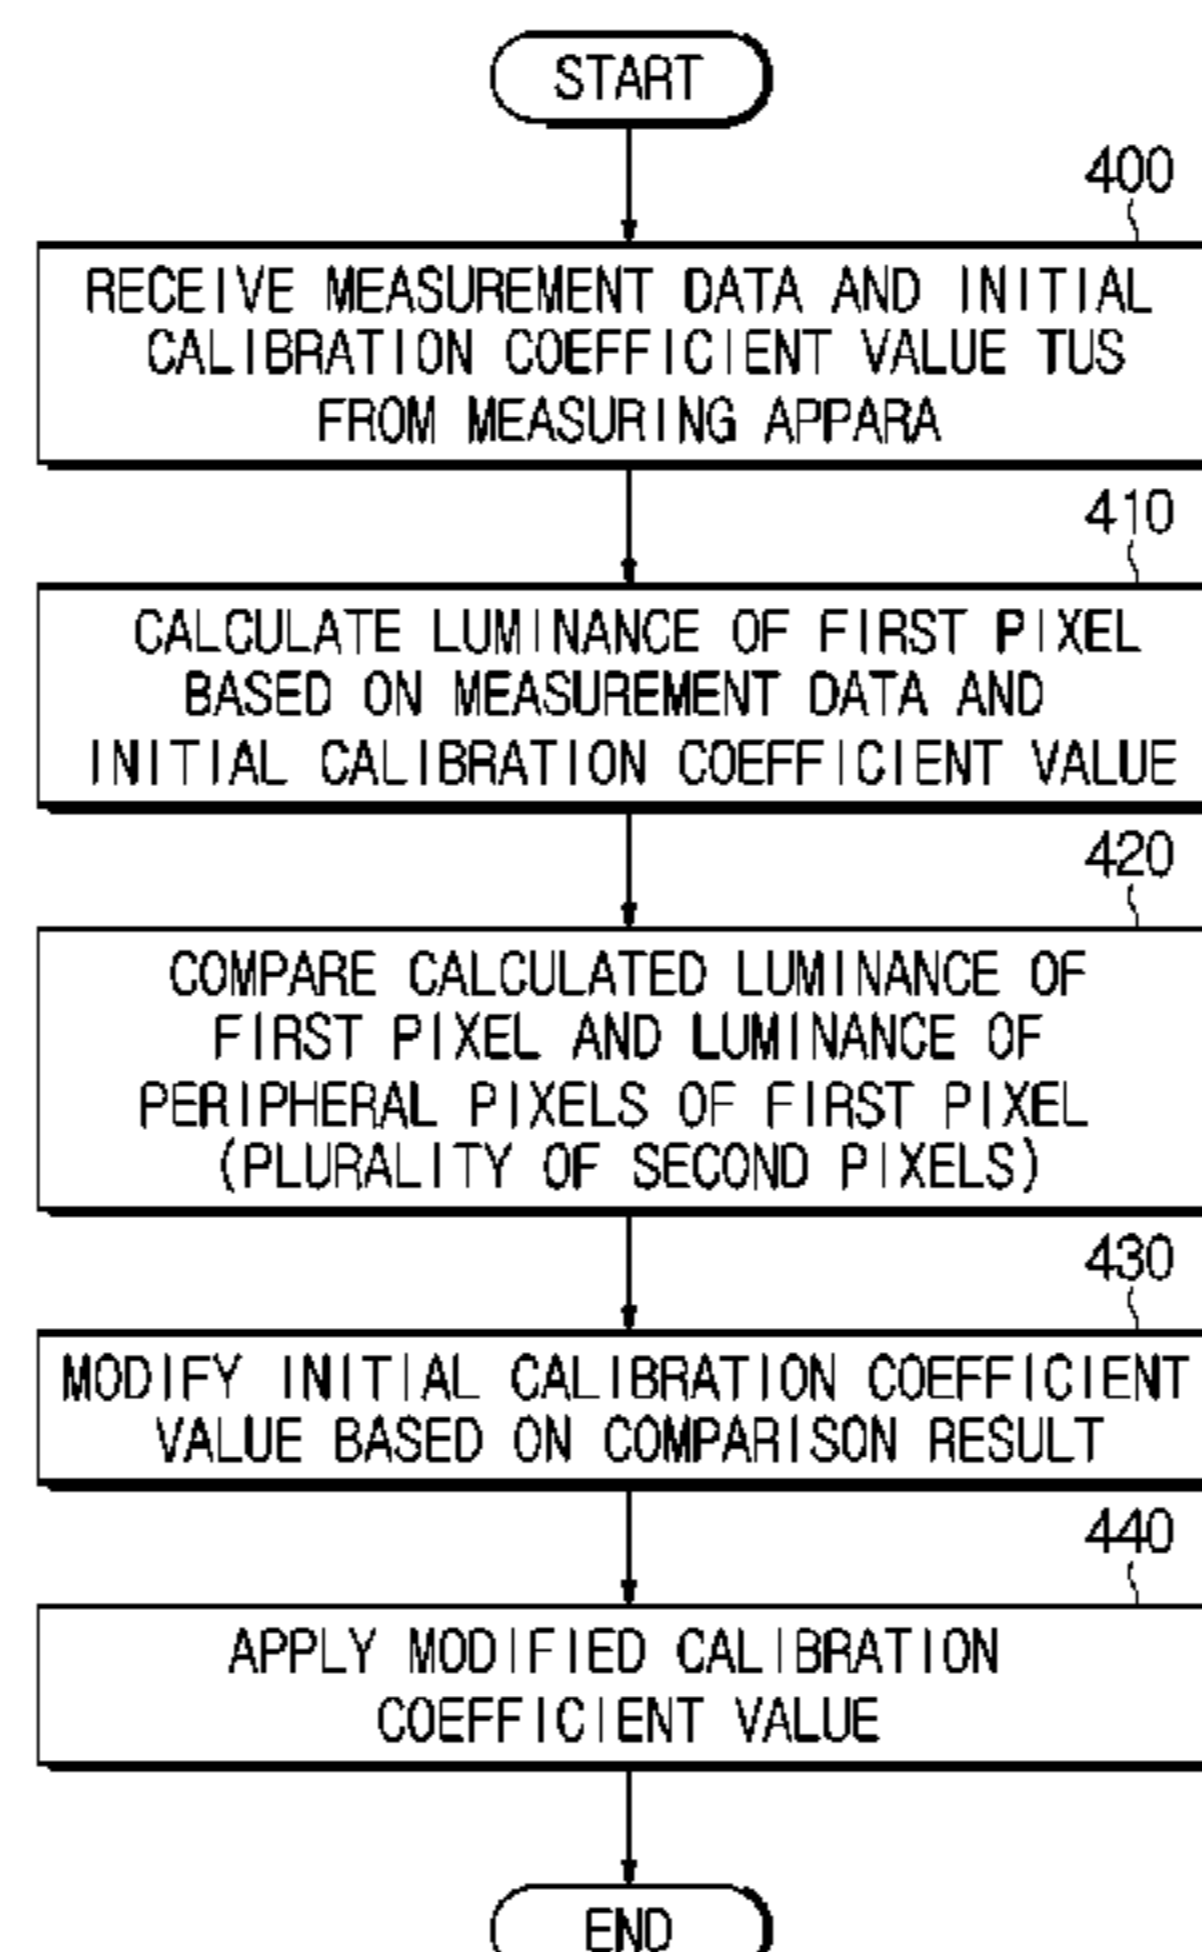 START
400
RECEIVE MEASUREMENT DATA AND INITIAL
CALIBRATION COEFFICIENT VALUE TUS
FROM MEASURING APPARA
410
CALCULATE LUMINANCE OF FIRST PIXEL
BASED ON MEASUREMENT DATA AND
INITIAL CALIBRATION COEFFICIENT VALUE
420
COMPARE CALCULATED LUMINANCE OF
FIRST PIXEL AND LUMINANCE OF
PERIPHERAL PIXELS OF FIRST PIXEL
(PLURALITY OF SECOND PIXELS)
430
MODIFY INITIAL CALIBRATION COEFFICIENT
VALUE BASED ON COMPARISON RESULT
440
APPLY MODIFIED CALIBRATION
COEFFICIENT VALUE
END